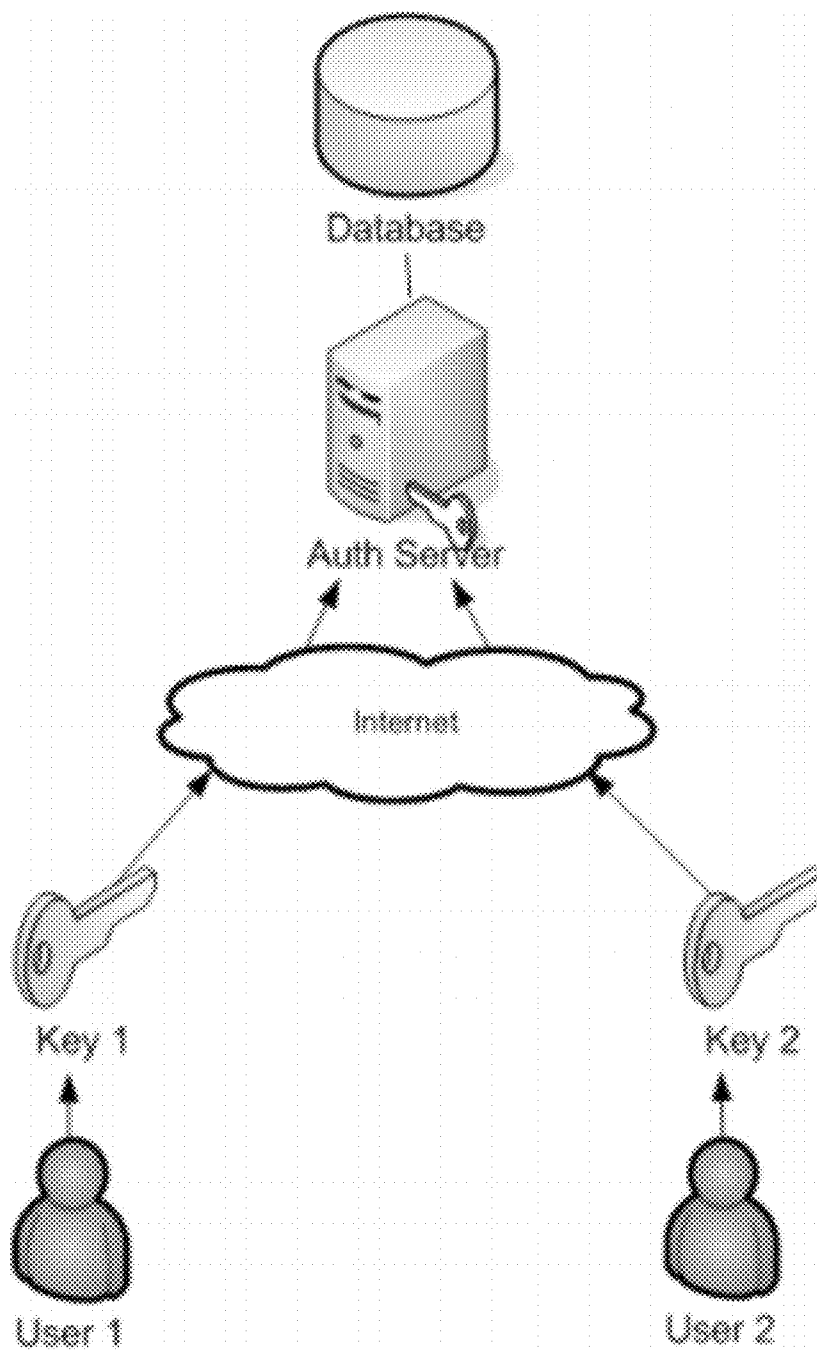 Database
Auth Server
Internet
Key 1
Key 2
User 1
User 2